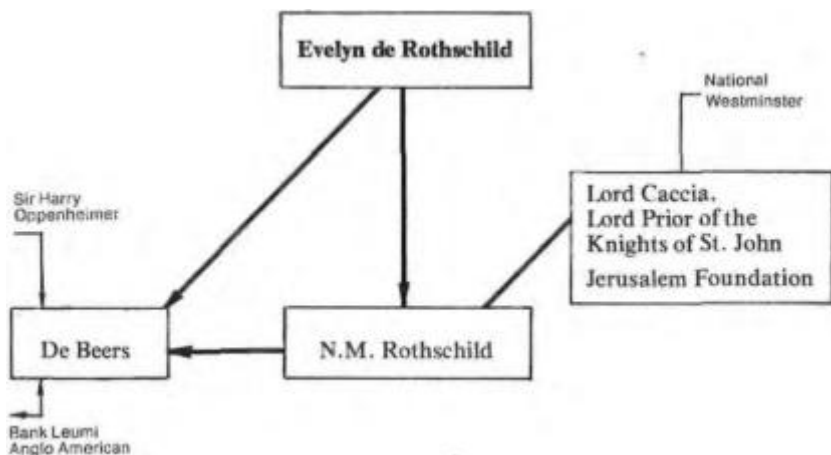 Evelyn de Rothschild
National
Westminster
Lord Caccia,
Lord Prior of the
Knights of St. John
Jerusalem Foundation
Sir Harry
Oppenheimer
De Beers
N.M. Rothschild
Bank Leumi
Anglo American